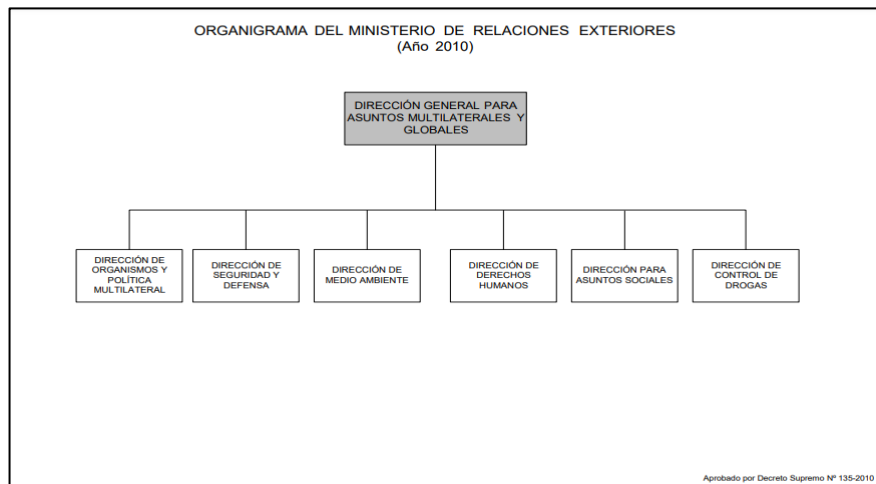 ORGANIGRAMA DEL MINISTERIO DE RELACIONES EXTERIORES
(Año 2010)
DIRECCIÓN GENERAL PARA
ASUNTOS MULTILATERALES Y
GLOBALES
DIRECCIÓN DE
ORGANISMOS Y
POLÍTICA
MULTILATERAL
DIRECCIÓN DE
SEGURIDAD Y
DEFENSA
DIRECCIÓN DE
MEDIO AMBIENTE
DIRECCIÓN DE
DERECHOS
HUMANOS
DIRECCIÓN PARA
ASUNTOS SOCIALES
DIRECCIÓN DE
CONTROL DE
DROGAS
Aprobado por Decreto Supremo Nº 135-2010